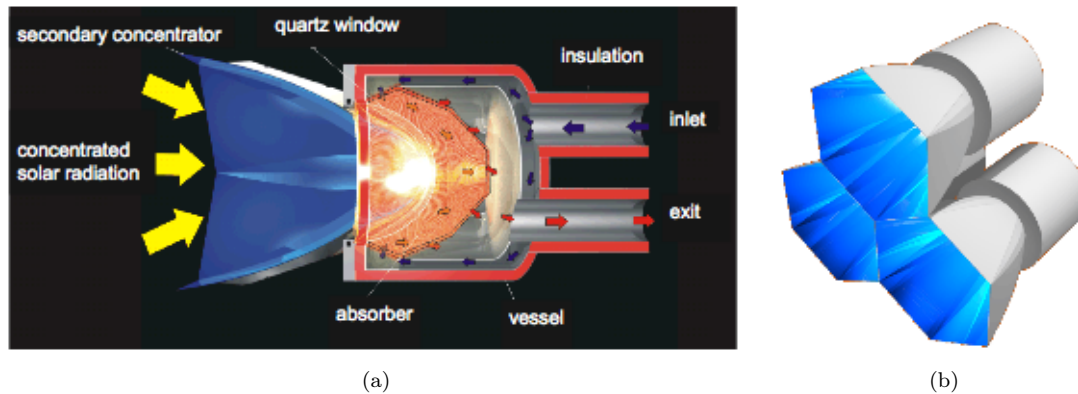 quartz window
secondary concentrator
insulation
inlet
concentrated
solar radiation
exit
absorber
vessel
(a)
(b)